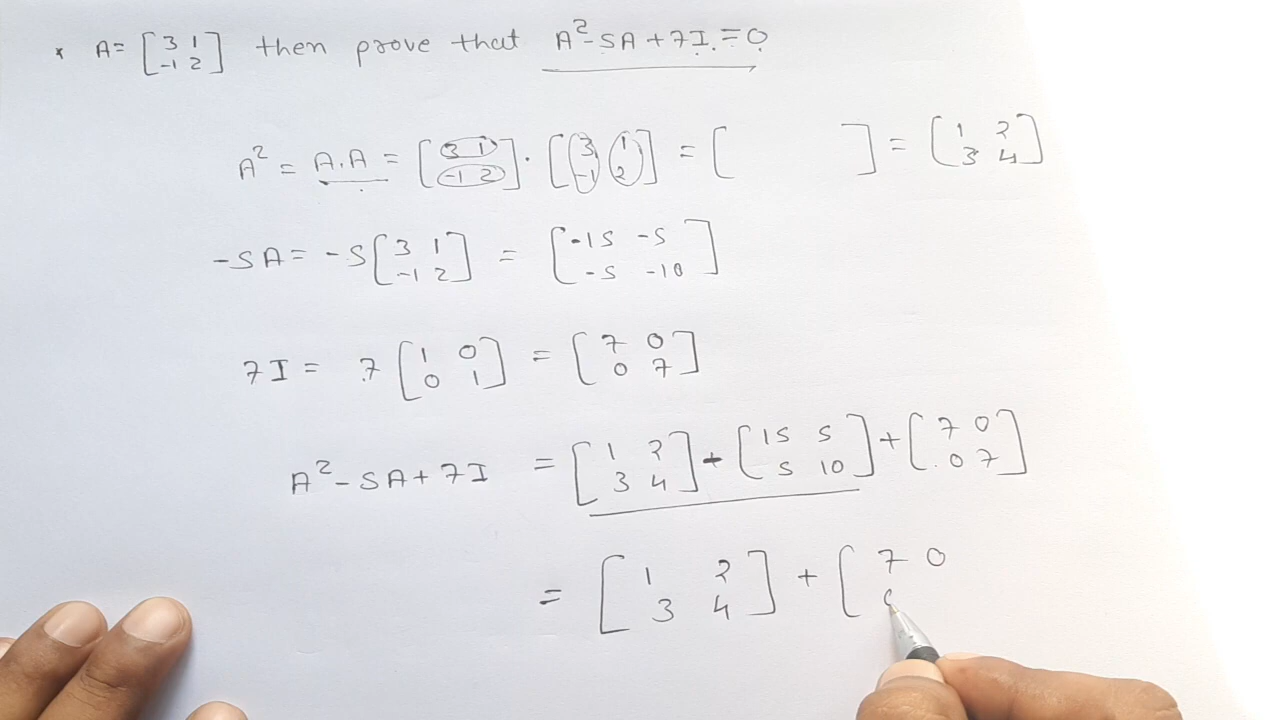 * A = [3 1 -1 2] then prove that A² - 5A + 7I = 0
A² = A.A = [3 1 -1 2] . [3 1 -1 2] = [ ] = [1 2 3 4]
-5A = -5 [3 1 -1 2] = [-15 -5 -5 -10]
7I = 7 [1 0 0 1] = [7 0 0 7]
A² - 5A + 7I = [1 2 3 4] + [15 5 5 10] + [7 0 0 7]
= [1 2 3 4] + [7 0